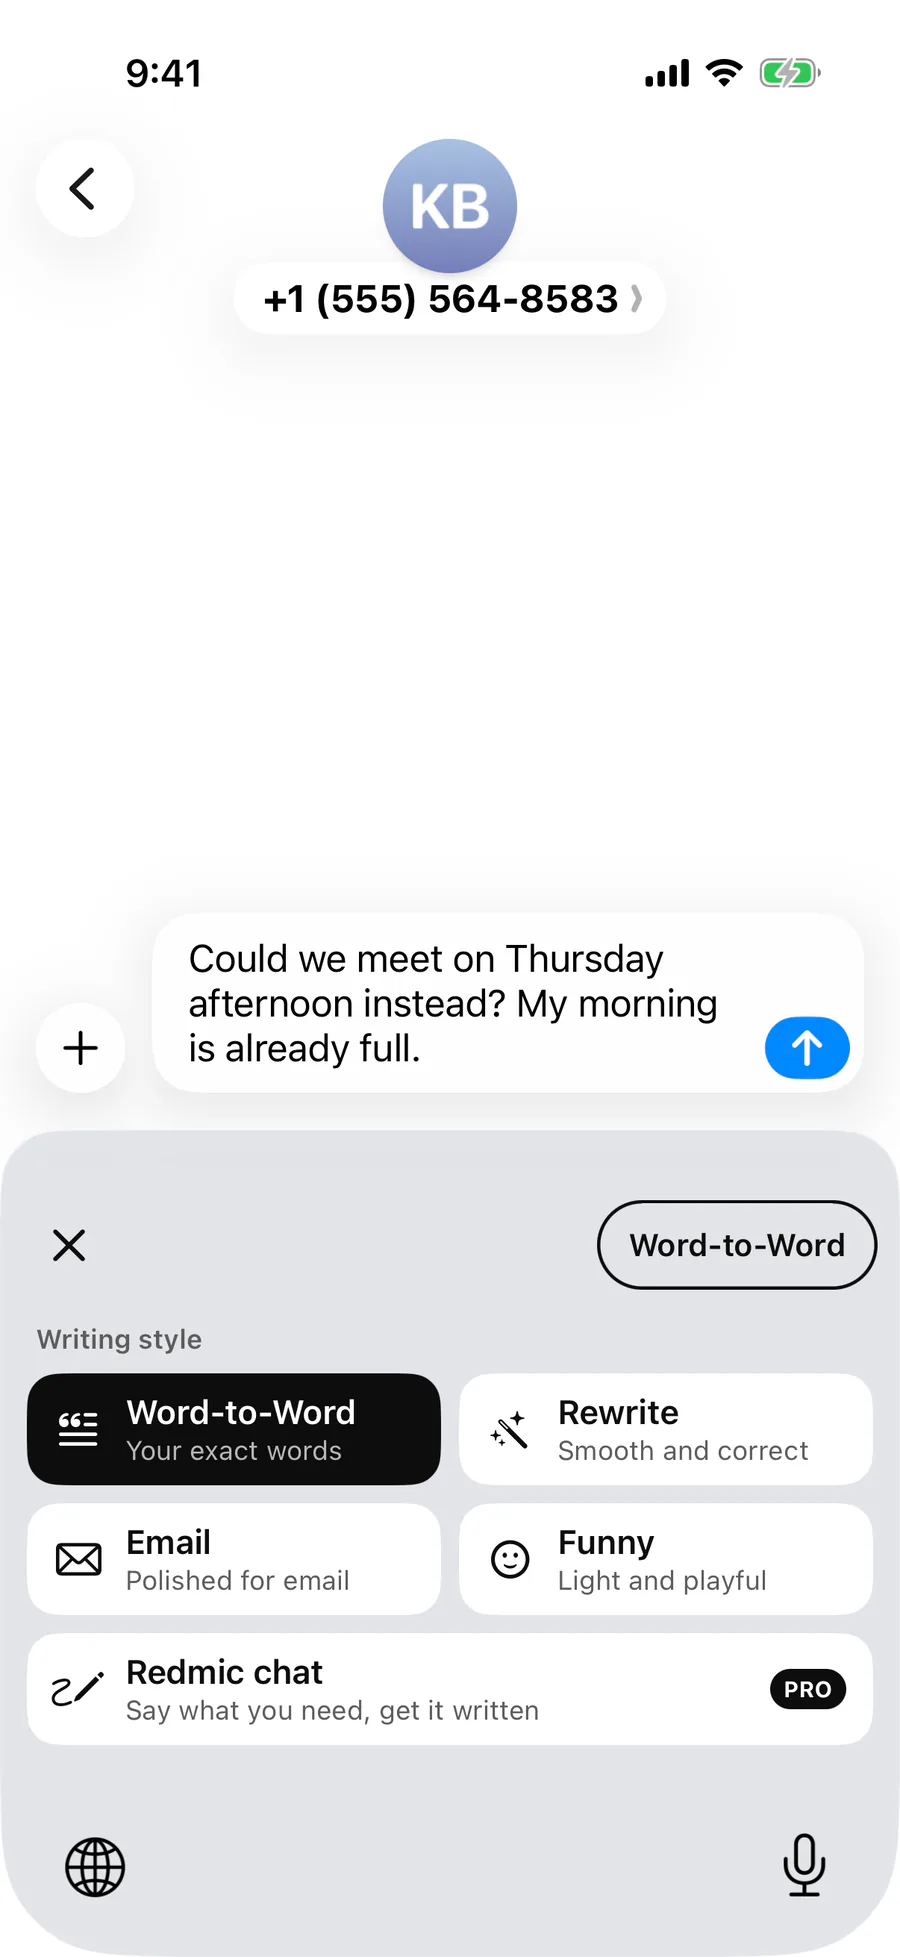 9:41
KB
+1 (555) 564-8583
Could we meet on Thursday
afternoon instead? My morning
is already full.
Word-to-Word
Writing style
Word-to-Word
Your exact words
Rewrite
Smooth and correct
Email
Polished for email
Funny
Light and playful
Redmic chat
Say what you need, get it written
PRO